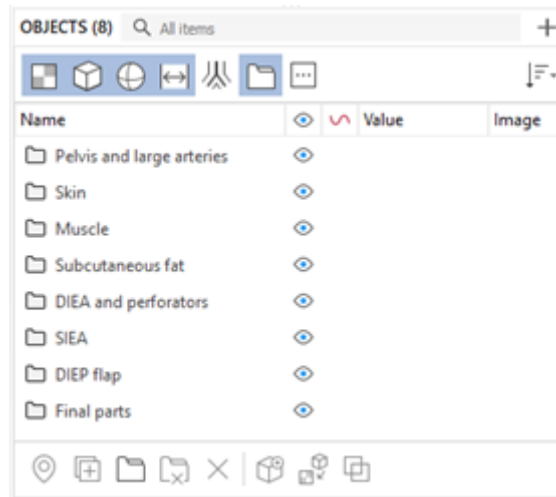 OBJECTS (8) All items
Name Value Image
Pelvis and large arteries
Skin
Muscle
Subcutaneous fat
DIEA and perforators
SIEA
DIEP flap
Final parts